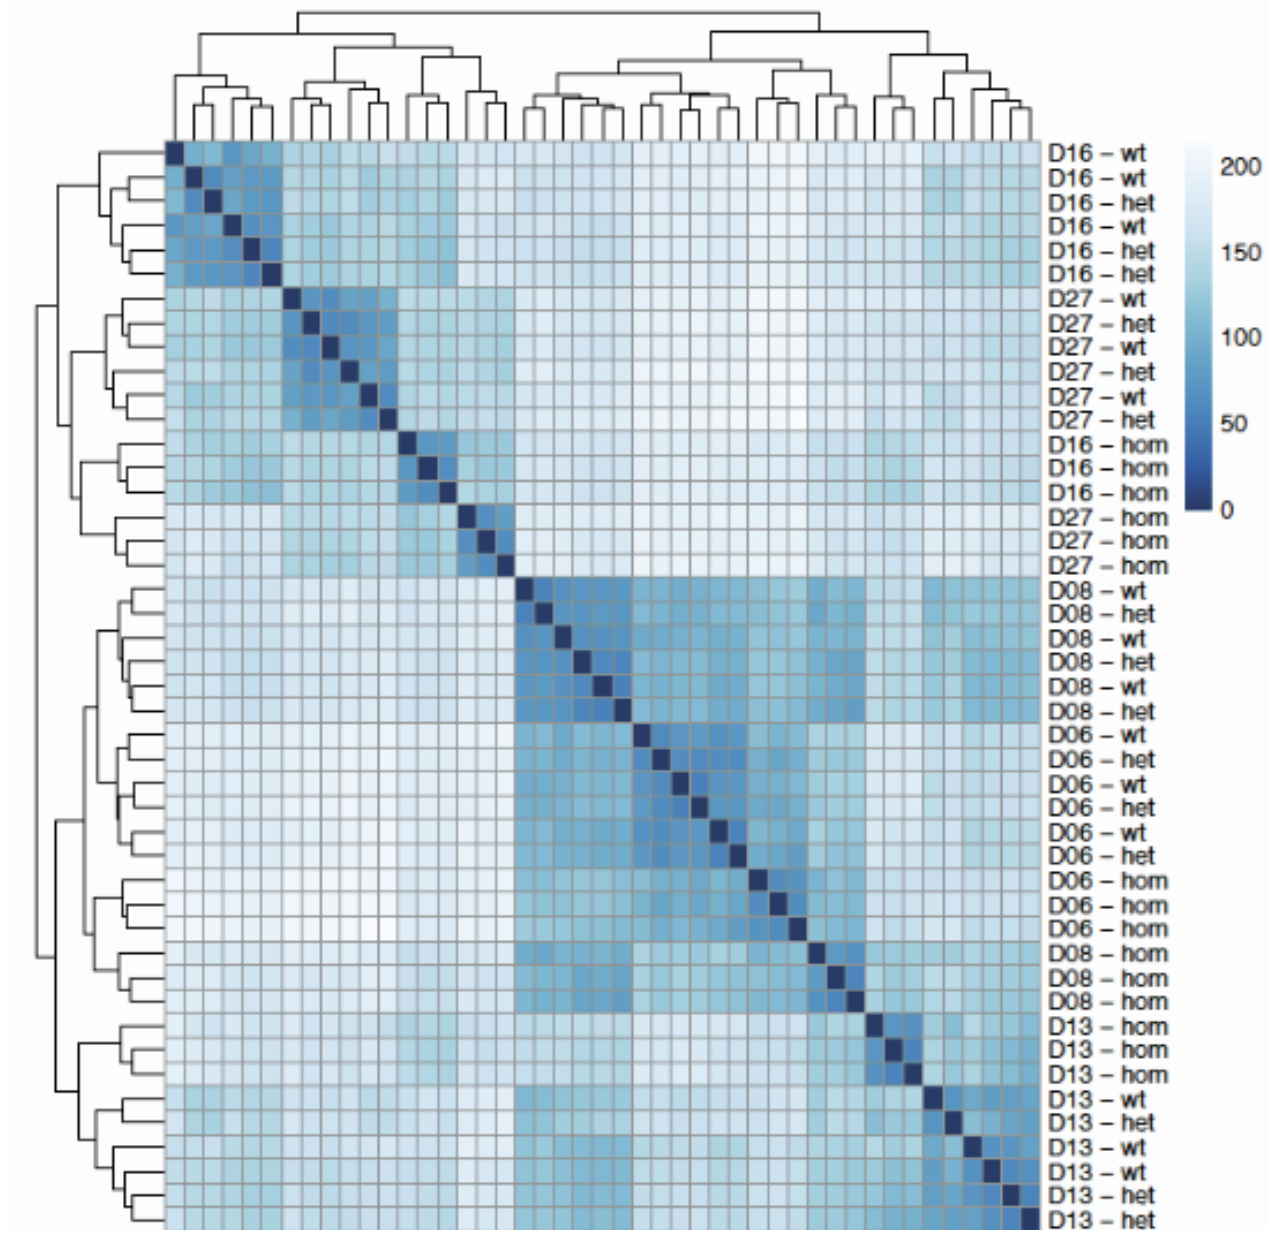 D16 – wt
D16 – wt
D16 – het
D16 – wt
D16 – het
D16 – het
D27 – wt
D27 – het
D27 – wt
D27 – het
D27 – wt
D27 – het
D16 – hom
D16 – hom
D16 – hom
D27 – hom
D27 – hom
D27 – hom
D08 – wt
D08 – het
D08 – wt
D08 – het
D08 – wt
D08 – het
D06 – wt
D06 – het
D06 – wt
D06 – het
D06 – wt
D06 – het
D06 – hom
D06 – hom
D06 – hom
D08 – hom
D08 – hom
D08 – hom
D13 – hom
D13 – hom
D13 – hom
D13 – wt
D13 – het
D13 – wt
D13 – wt
D13 – het
D13 – het
200
150
100
50
0